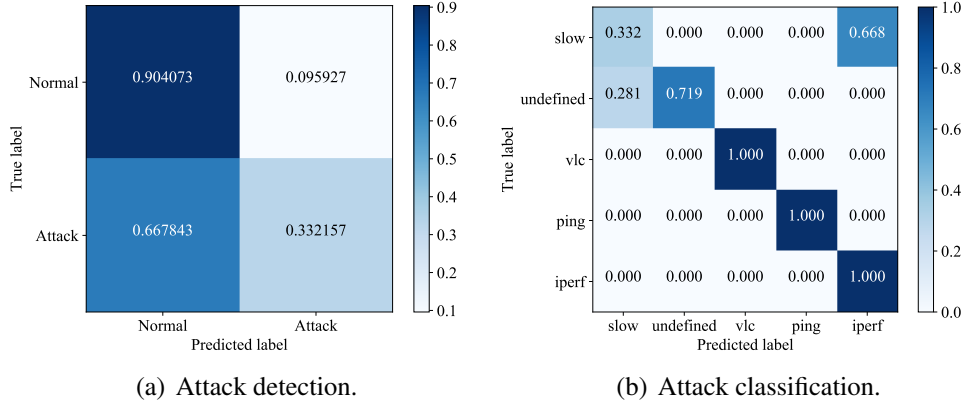 0.9
0.8
0.7
0.6
0.5
0.4
0.3
0.2
0.1
Normal
Attack
True label
0.904073 0.095927
0.667843 0.332157
Normal Attack
Predicted label
(a) Attack detection.
1.0
0.8
0.6
0.4
0.2
0.0
True label
slow 0.332 0.000 0.000 0.000 0.668
undefined 0.281 0.719 0.000 0.000 0.000
vlc 0.000 0.000 1.000 0.000 0.000
ping 0.000 0.000 0.000 1.000 0.000
iperf 0.000 0.000 0.000 0.000 1.000
slow undefined vlc ping iperf
Predicted label
(b) Attack classification.